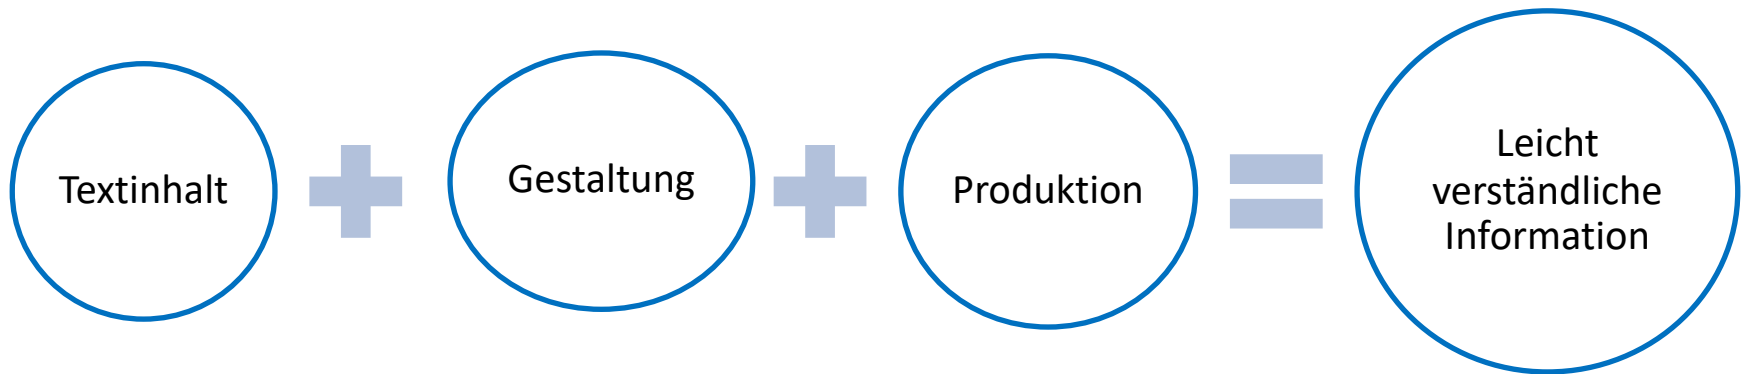 Textinhalt
Gestaltung
Produktion
Leicht
verständliche
Information